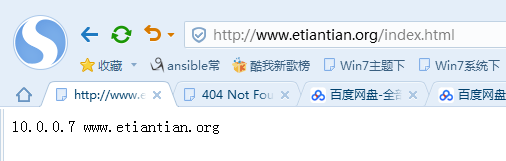 http://www.etiantian.org/index.html
收藏 ansible常 酷我新歌榜 Win7主题下 Win7系统下
http://www.e 404 Not Fou 百度网盘-全部 百度网盘
10.0.0.7 www.etiantian.org